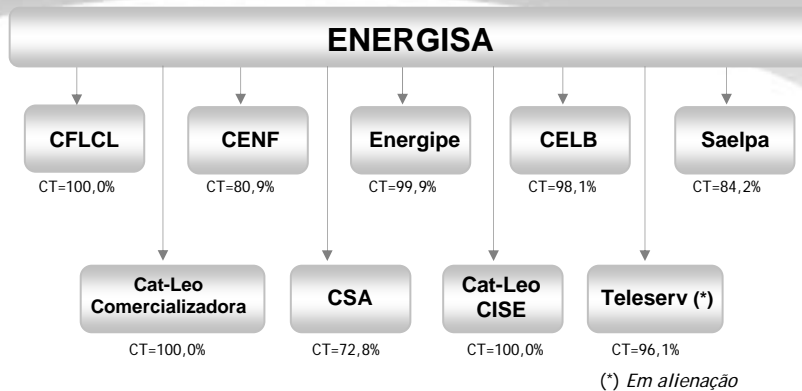 ENERGISA
CFLCL
CENF
Energipe
CELB
Saelpa
CT=100,0%
CT=80,9%
CT=99,9%
CT=98,1%
CT=84,2%
Cat-Leo
Comercializadora
CSA
Cat-Leo
CISE
Teleserv (*)
CT=100,0%
CT=72,8%
CT=100,0%
CT=96,1%
(*) Em alienação